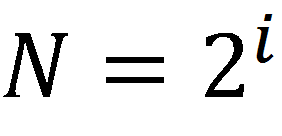 N = 2^i